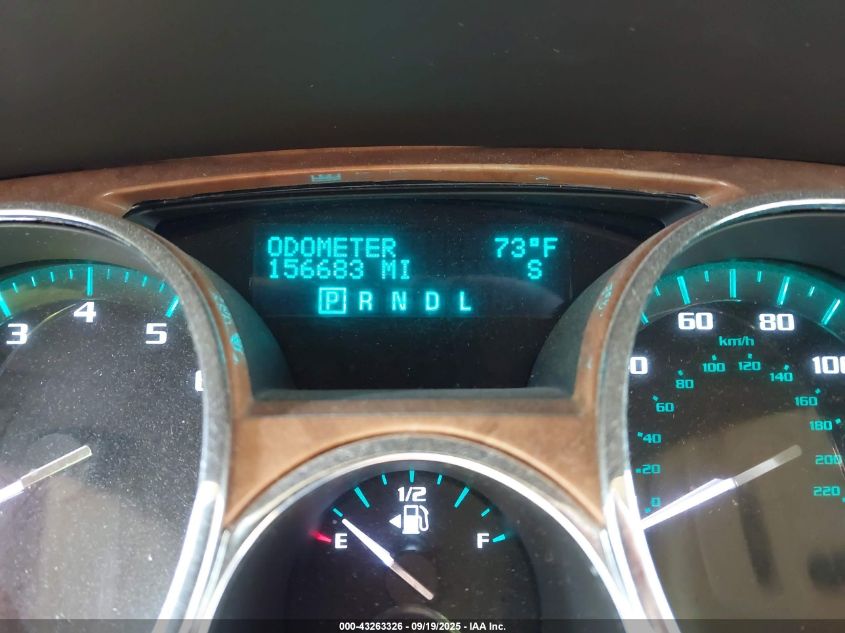 ODOMETER 73°F
156683 MI S
P R N D L
3 4 5
60 80 100
km/h
0 20 40 60 80 100 120 140 160 180 200 220
1/2
E F
000-43263326 - 09/19/2025 - IAA Inc.